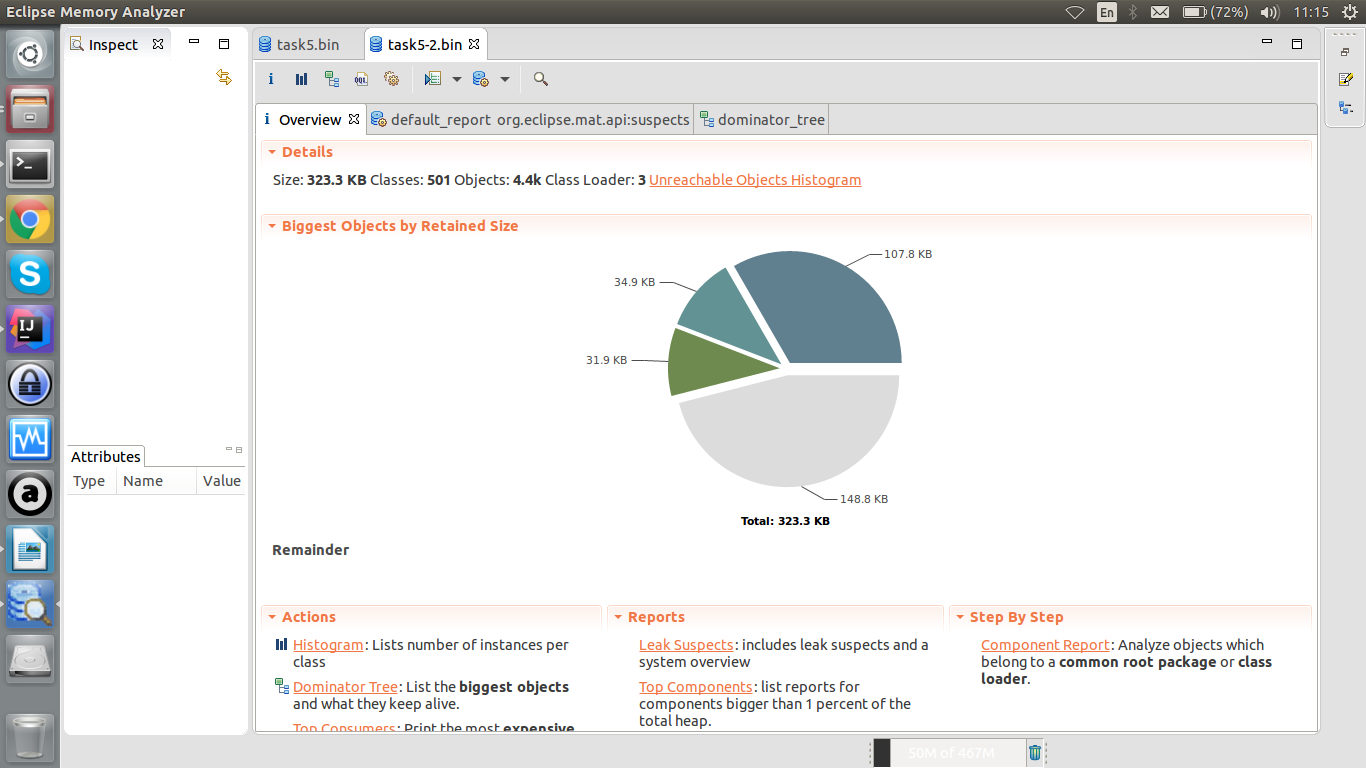 Eclipse Memory Analyzer
En
(72%)
11:15
Inspect
task5.bin
task5-2.bin
i
OQL
Overview
default_report org.eclipse.mat.api:suspects
dominator_tree
Details
Size: 323.3 KB Classes: 501 Objects: 4.4k Class Loader: 3 Unreachable Objects Histogram
Biggest Objects by Retained Size
107.8 KB
34.9 KB
31.9 KB
148.8 KB
Total: 323.3 KB
Remainder
Attributes
Type Name Value
Actions
Histogram: Lists number of instances per
class
Dominator Tree: List the biggest objects
and what they keep alive.
Top Consumers: Print the most expensive
Reports
Leak Suspects: includes leak suspects and a
system overview
Top Components: list reports for
components bigger than 1 percent of the
total heap.
Step By Step
Component Report: Analyze objects which
belong to a common root package or class
loader.
50M of 467M
S
IJ
a